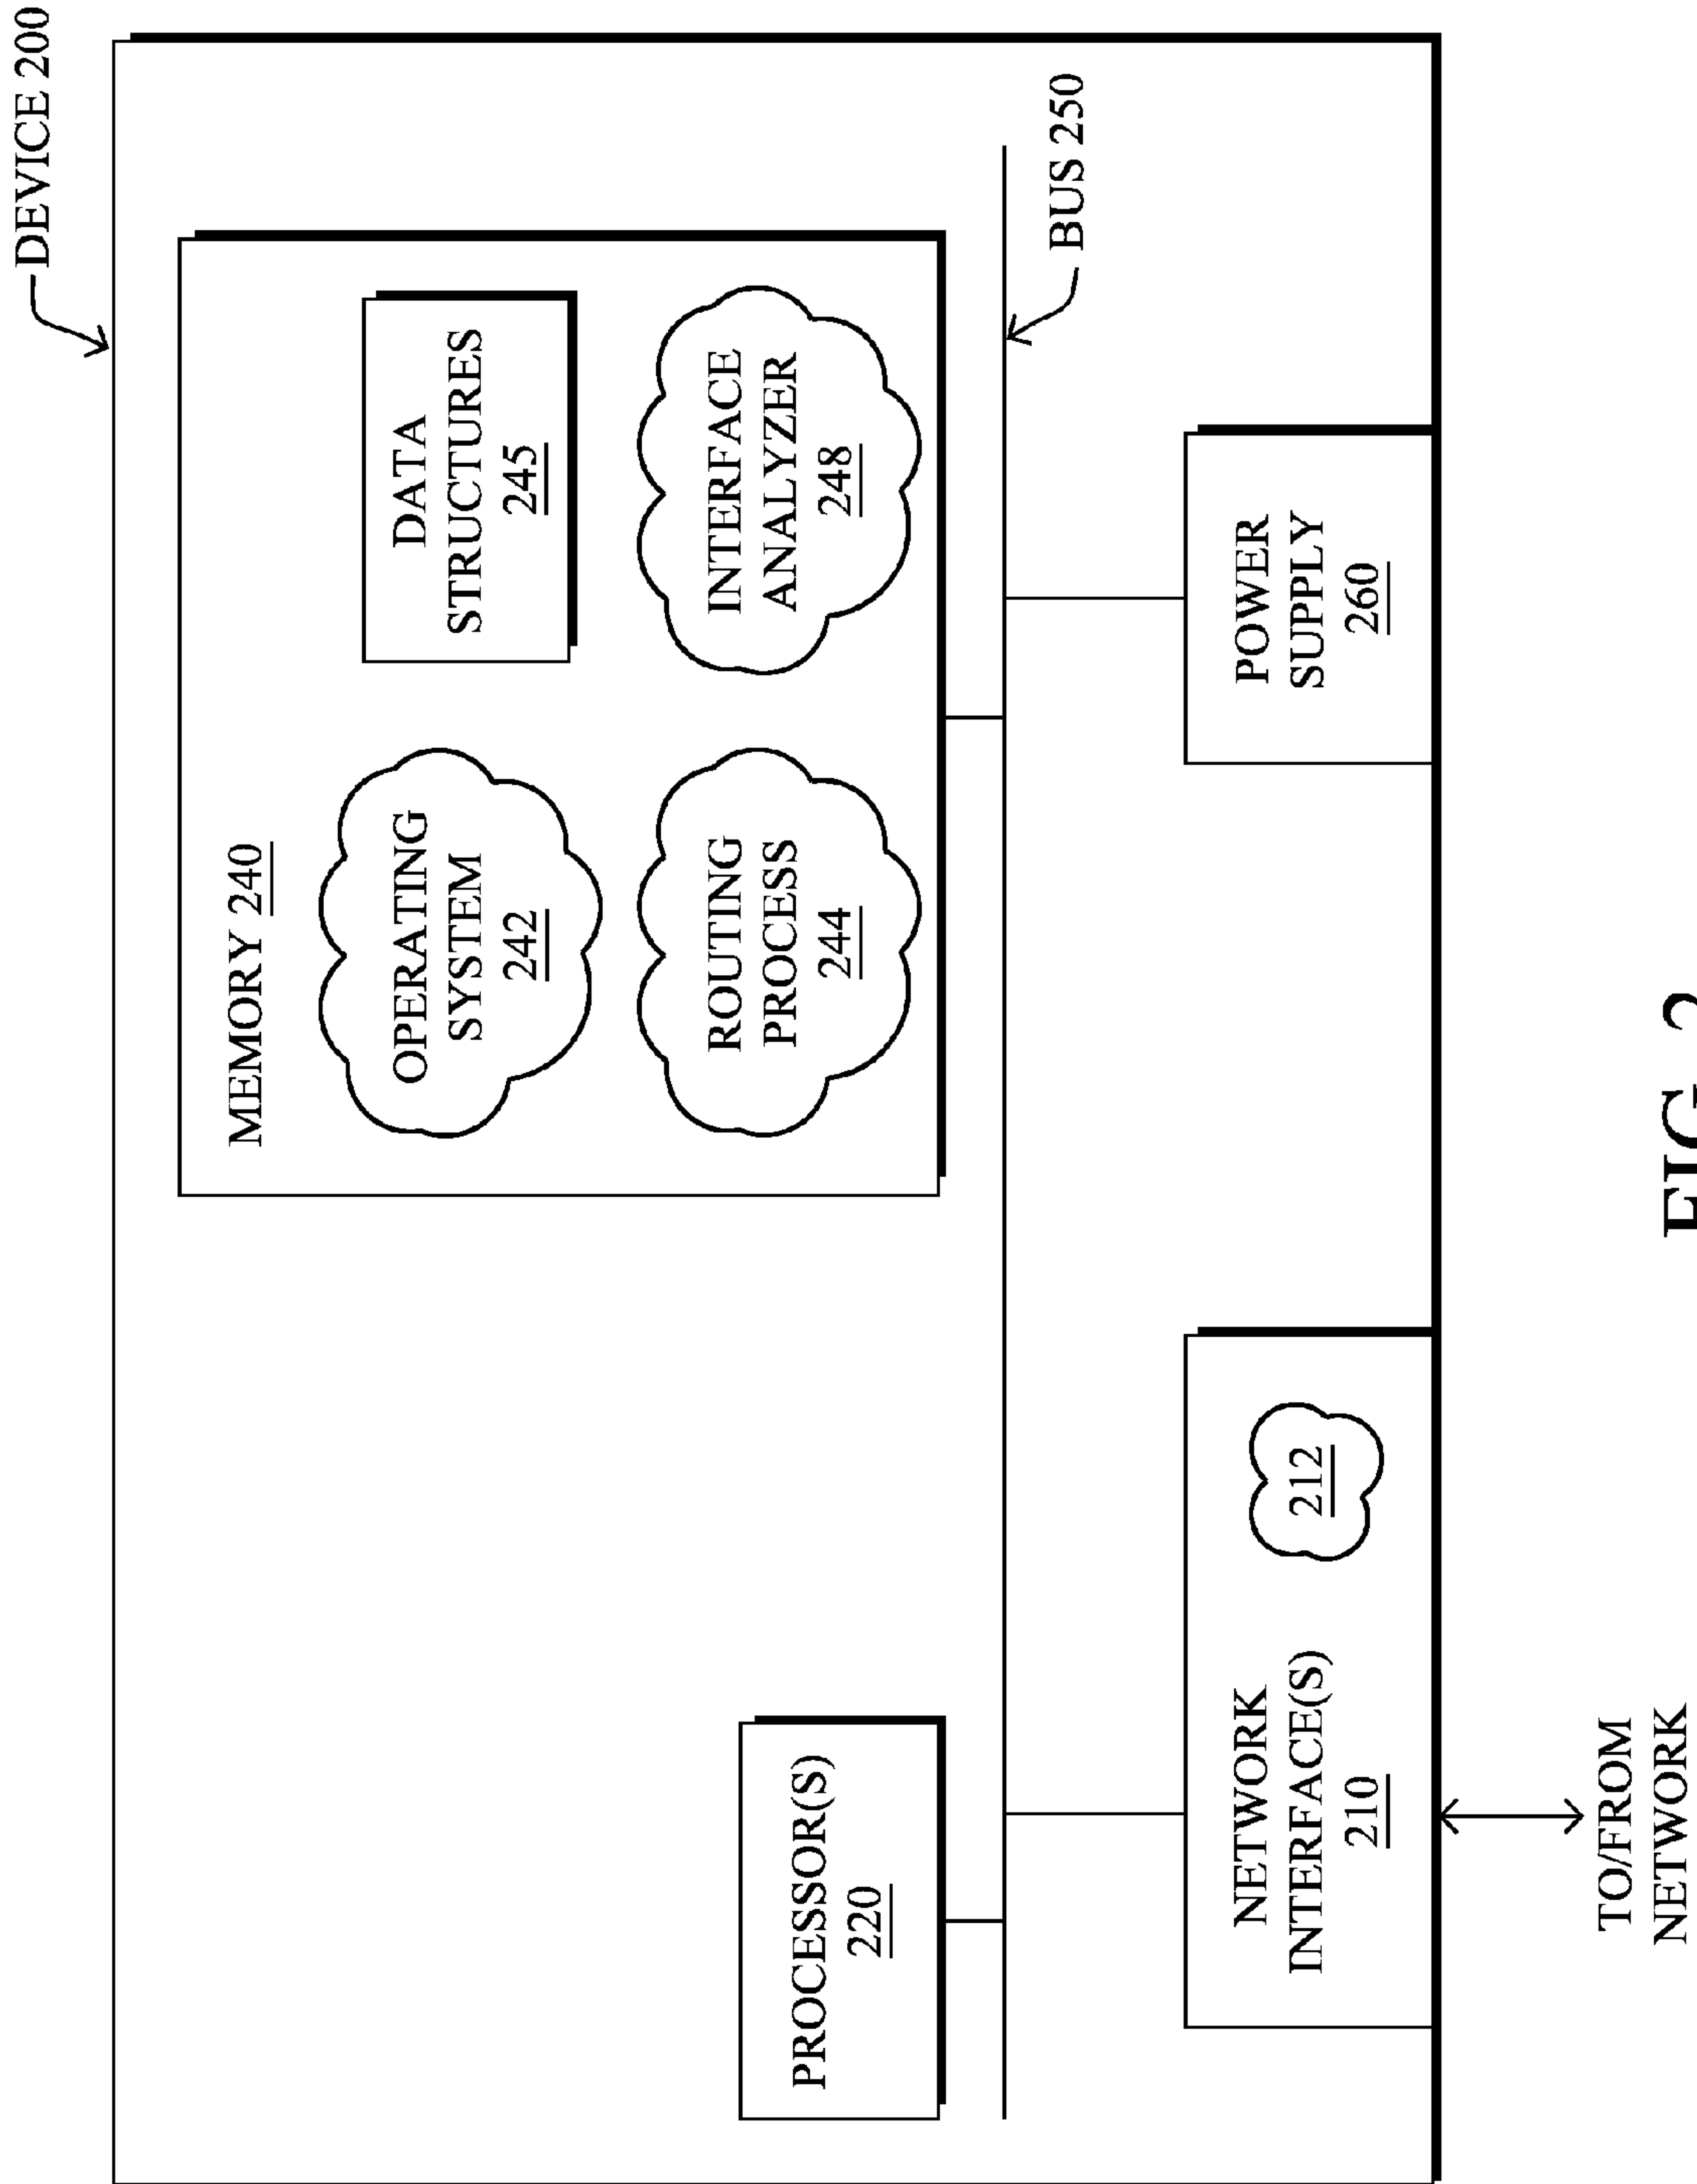 DEVICE 200
MEMORY 240
OPERATING
SYSTEM
242
DATA
STRUCTURES
245
ROUTING
PROCESS
244
INTERFACE
ANALYZER
248
PROCESSOR(S)
220
BUS 250
NETWORK
INTERFACE(S)
210
212
POWER
SUPPLY
260
TO/FROM
NETWORK
FIG. 2